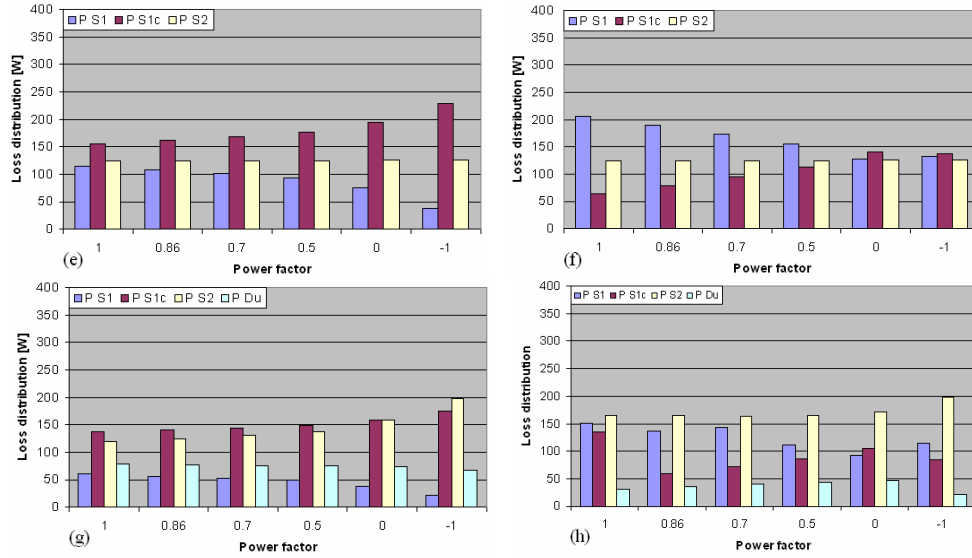 P S1 P S1c P S2
Loss distribution [W]
400
350
300
250
200
150
100
50
0
1 0.86 0.7 0.5 0 -1
(e)
Power factor
P S1 P S1c P S2
Loss distribution [W]
400
350
300
250
200
150
100
50
0
1 0.86 0.7 0.5 0 -1
(f)
Power factor
P S1 P S1c P S2 P Du
Loss distribution [W]
400
350
300
250
200
150
100
50
0
1 0.86 0.7 0.5 0 -1
(g)
Power factor
P S1 P S1c P S2 P Du
Loss distribution
400
350
300
250
200
150
100
50
0
1 0.86 0.7 0.5 0 -1
(h)
Power factor